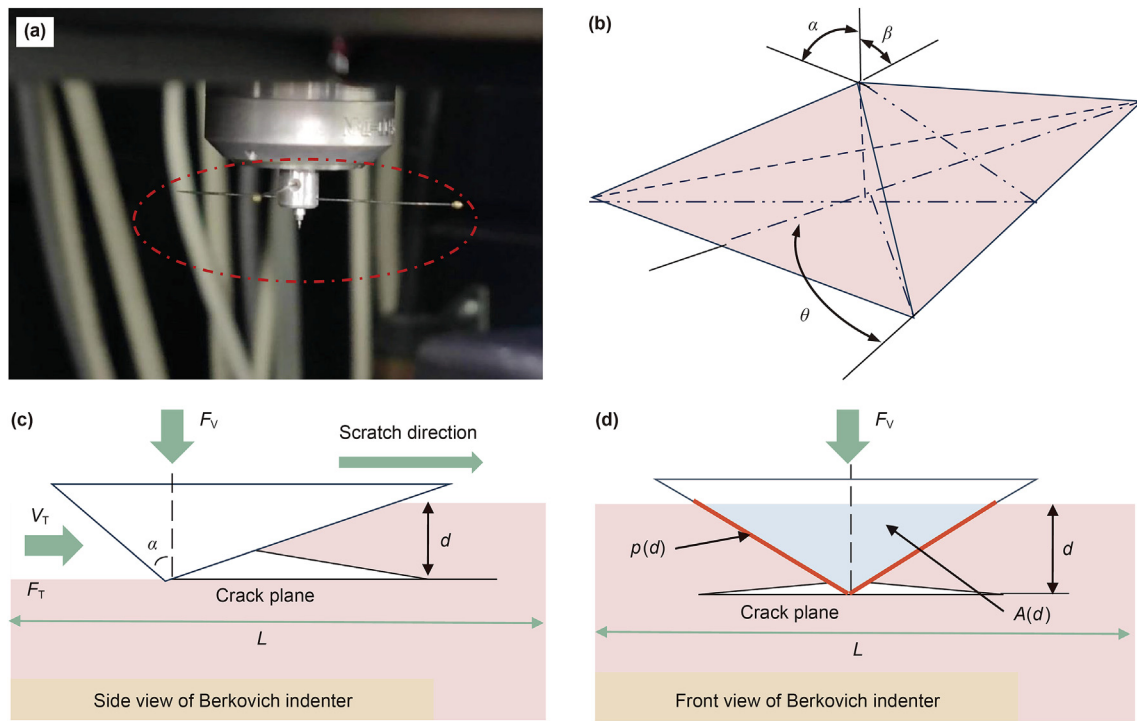 (a)
(b)
α
β
θ
(c)
F_V
Scratch direction
V_T
α
d
F_T
Crack plane
L
Side view of Berkovich indenter
(d)
F_V
p(d)
d
Crack plane
A(d)
L
Front view of Berkovich indenter